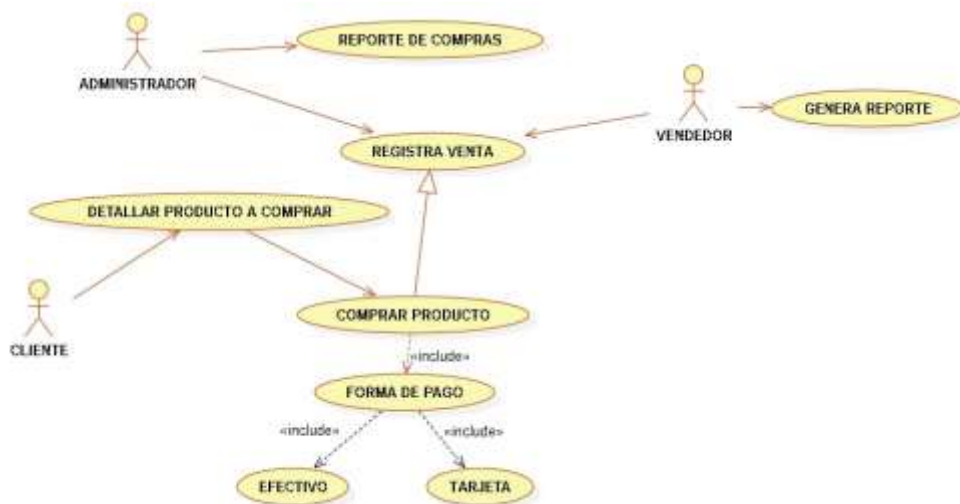 REPORTE DE COMPRAS
ADMINISTRADOR
GENERA REPORTE
VENDEDOR
REGISTRA VENTA
DETALLAR PRODUCTO A COMPRAR
COMPRAR PRODUCTO
CLIENTE
«include»
FORMA DE PAGO
«include»
«include»
EFECTIVO
TARJETA